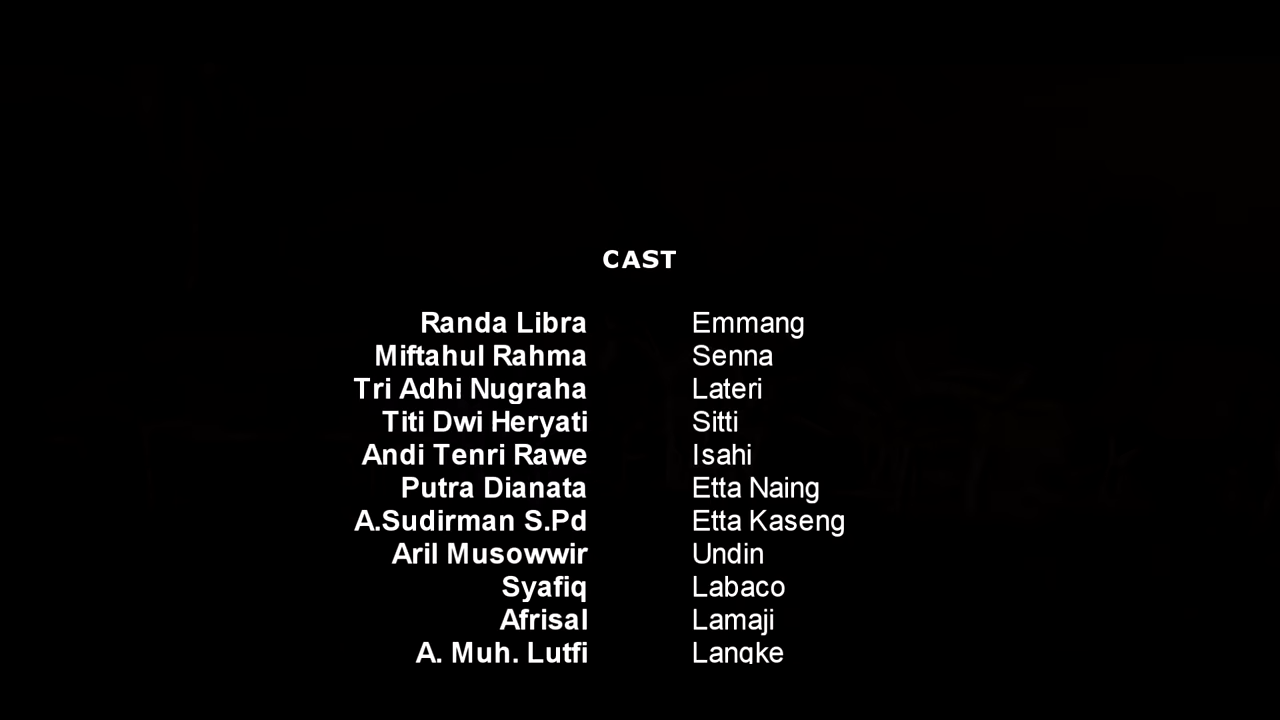 CAST
Randa Libra Emmang
Miftahul Rahma Senna
Tri Adhi Nugraha Lateri
Titi Dwi Heryati Sitti
Andi Tenri Rawe Isahi
Putra Dianata Etta Naing
A.Sudirman S.Pd Etta Kaseng
Aril Musowwir Undin
Syafiq Labaco
Afrisal Lamaji
A. Muh. Lutfi Langke